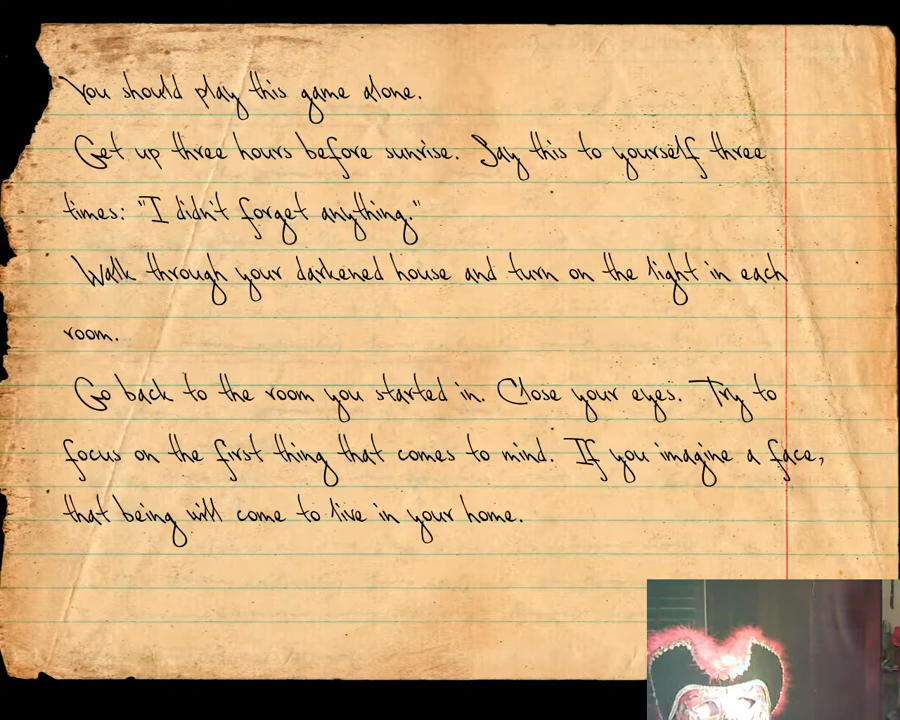 You should play this game alone.
Get up three hours before sunrise. Say this to yourself three
times: "I didn't forget anything."
Walk through your darkened house and turn on the light in each
room.
Go back to the room you started in. Close your eyes. Try to
focus on the first thing that comes to mind. If you imagine a face,
that being will come to live in your home.